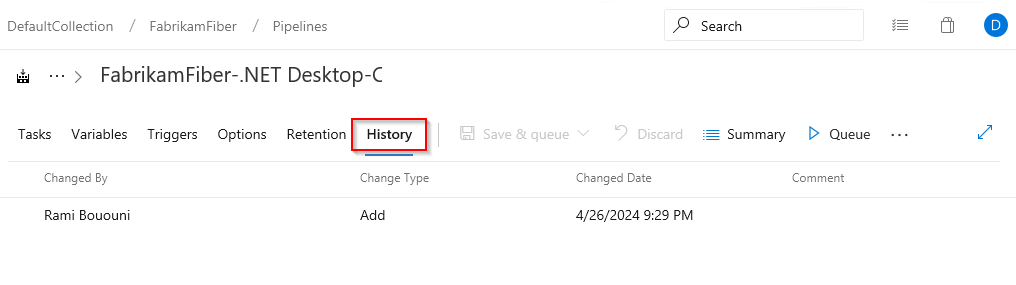 DefaultCollection / FabrikamFiber / Pipelines Search D
... FabrikamFiber-.NET Desktop-C
Tasks Variables Triggers Options Retention History Save & queue Discard Summary Queue ...
Changed By Change Type Changed Date Comment
Rami Bououni Add 4/26/2024 9:29 PM